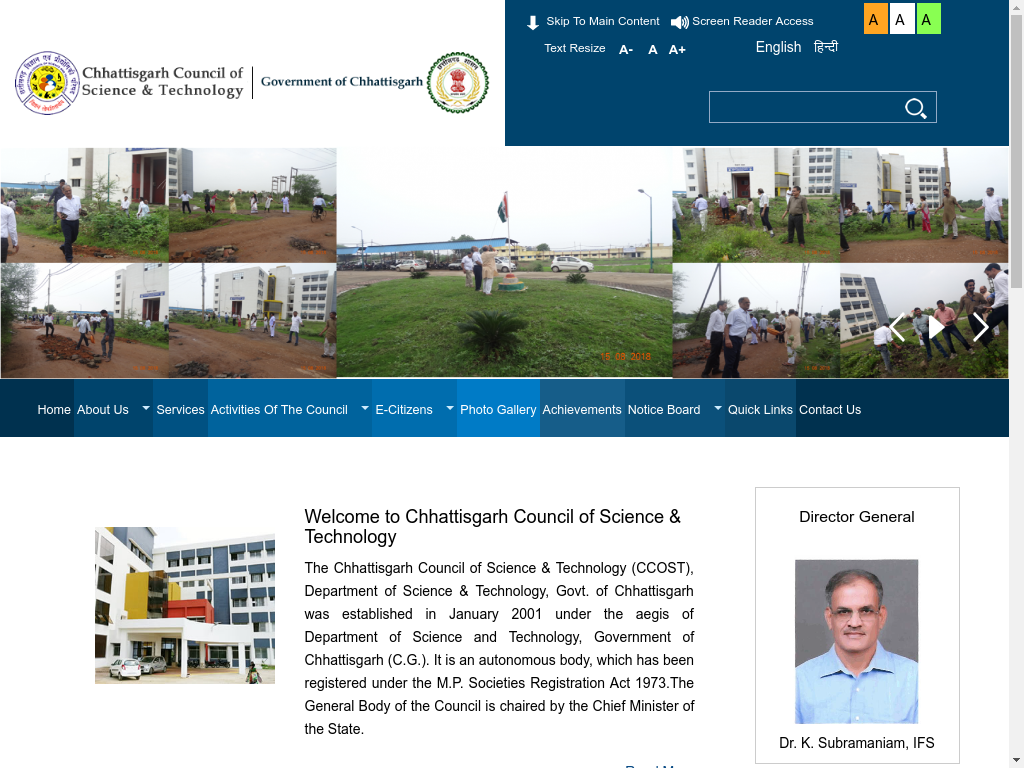 Skip To Main Content
Screen Reader Access
A A A
Text Resize A- A A+
English हिन्दी
Chhattisgarh Council of
Science & Technology
Government of Chhattisgarh
Home About Us Services Activities Of The Council E-Citizens Photo Gallery Achievements Notice Board Quick Links Contact Us
Welcome to Chhattisgarh Council of Science &
Technology
The Chhattisgarh Council of Science & Technology (CCOST),
Department of Science & Technology, Govt. of Chhattisgarh
was established in January 2001 under the aegis of
Department of Science and Technology, Government of
Chhattisgarh (C.G.). It is an autonomous body, which has been
registered under the M.P. Societies Registration Act 1973.The
General Body of the Council is chaired by the Chief Minister of
the State.
Director General
Dr. K. Subramaniam, IFS